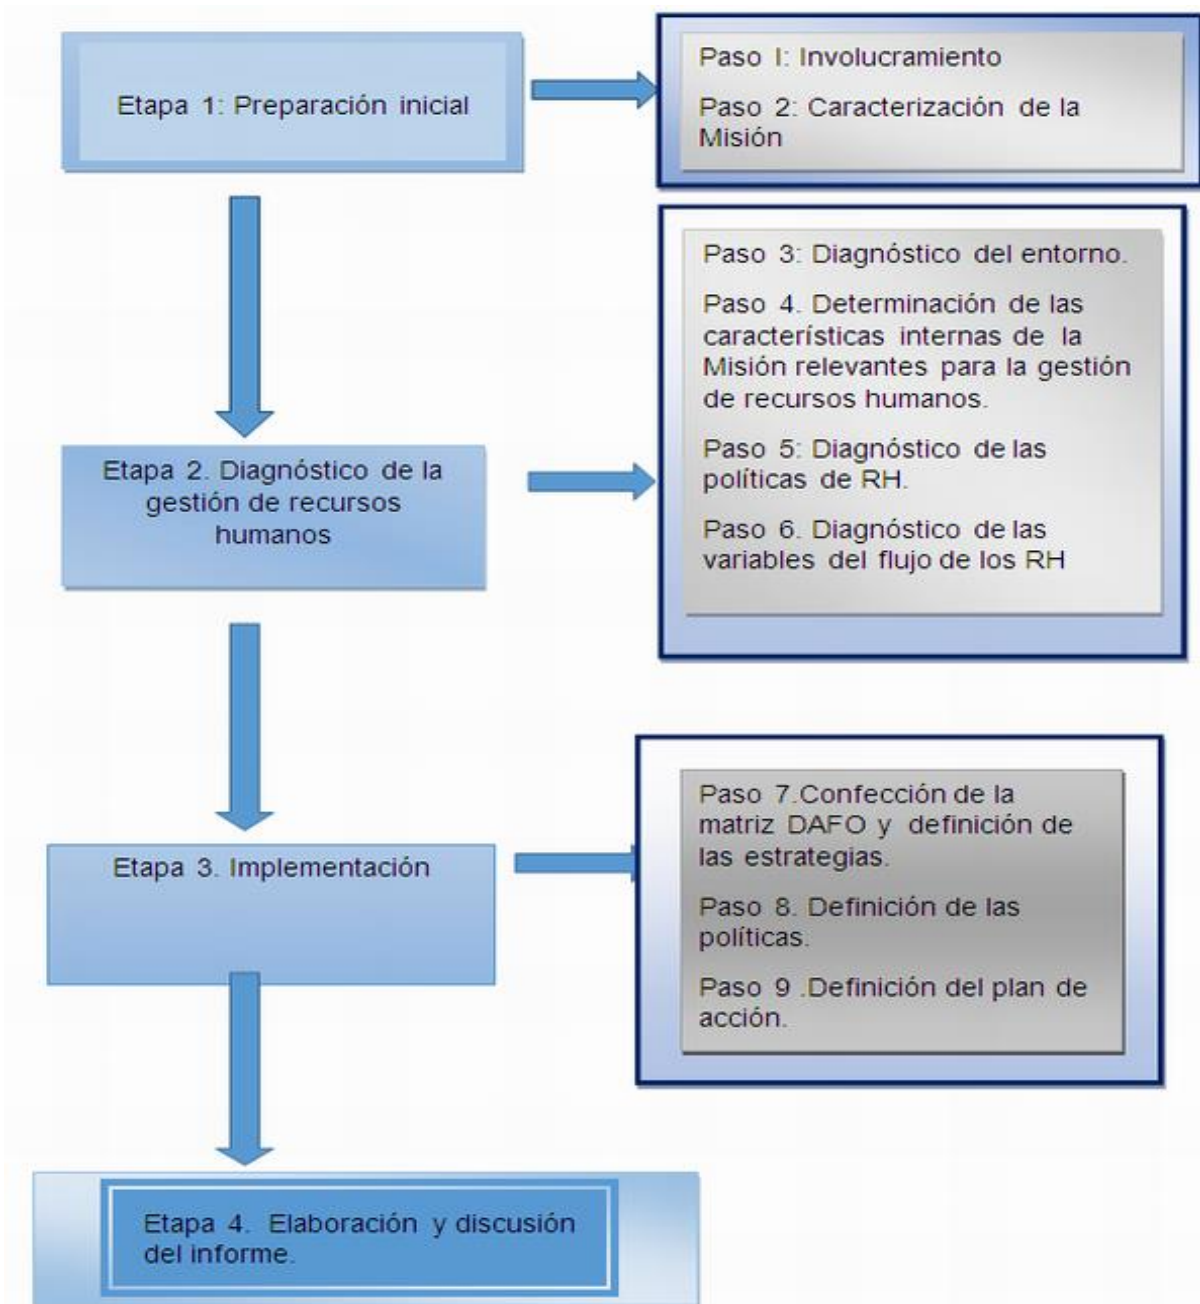 Etapa 1: Preparación inicial
Paso I: Involucramiento
Paso 2: Caracterización de la
Misión
Etapa 2. Diagnóstico de la
gestión de recursos
humanos
Paso 3: Diagnóstico del entorno.
Paso 4. Determinación de las
características internas de la
Misión relevantes para la gestión
de recursos humanos.
Paso 5: Diagnóstico de las
políticas de RH.
Paso 6. Diagnóstico de las
variables del flujo de los RH
Etapa 3. Implementación
Paso 7.Confección de la
matriz DAFO y definición de
las estrategias.
Paso 8. Definición de las
políticas.
Paso 9 .Definición del plan de
acción.
Etapa 4. Elaboración y discusión
del informe.